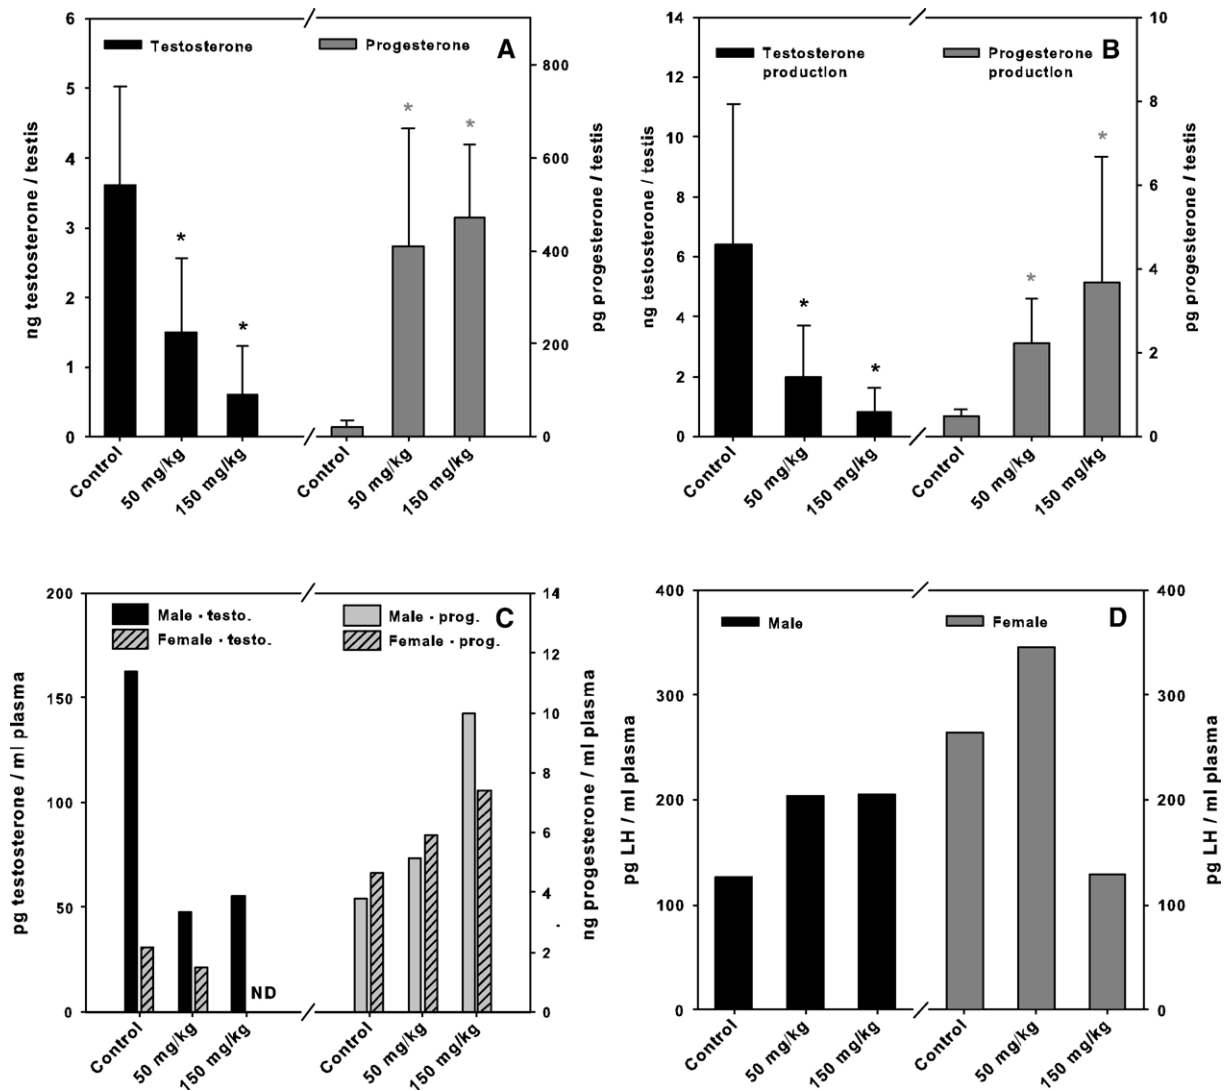 6
5
4
3
2
1
0
ng testosterone / testis
Testosterone
Progesterone
A
*
*
*
*
800
600
400
200
0
pg progesterone / testis
Control
50 mg/kg
150 mg/kg
Control
50 mg/kg
150 mg/kg
14
12
10
8
6
4
2
0
ng testosterone / testis
Testosterone
production
Progesterone
production
B
*
*
*
*
10
8
6
4
2
0
pg progesterone / testis
Control
50 mg/kg
150 mg/kg
Control
50 mg/kg
150 mg/kg
200
150
100
50
0
pg testosterone / ml plasma
Male - testo.
Female - testo.
Male - prog.
Female - prog.
C
ND
14
12
10
8
6
4
2
0
ng progesterone / ml plasma
Control
50 mg/kg
150 mg/kg
Control
50 mg/kg
150 mg/kg
400
300
200
100
0
pg LH / ml plasma
Male
Female
D
400
300
200
100
0
pg LH / ml plasma
Control
50 mg/kg
150 mg/kg
Control
50 mg/kg
150 mg/kg